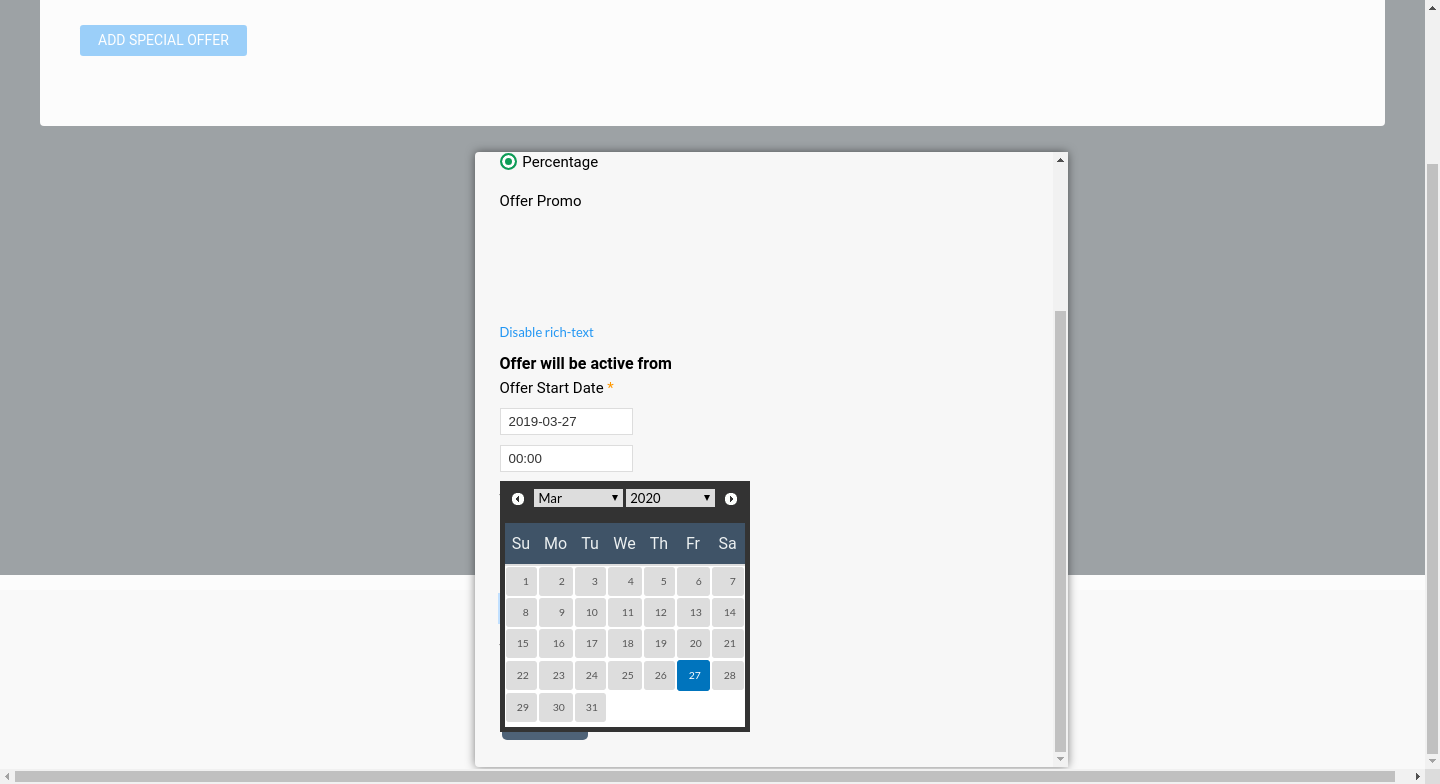 ADD SPECIAL OFFER
Percentage
Offer Promo
Disable rich-text
Offer will be active from
Offer Start Date *
2019-03-27
00:00
Mar 2020
Su Mo Tu We Th Fr Sa
1 2 3 4 5 6 7
8 9 10 11 12 13 14
15 16 17 18 19 20 21
22 23 24 25 26 27 28
29 30 31